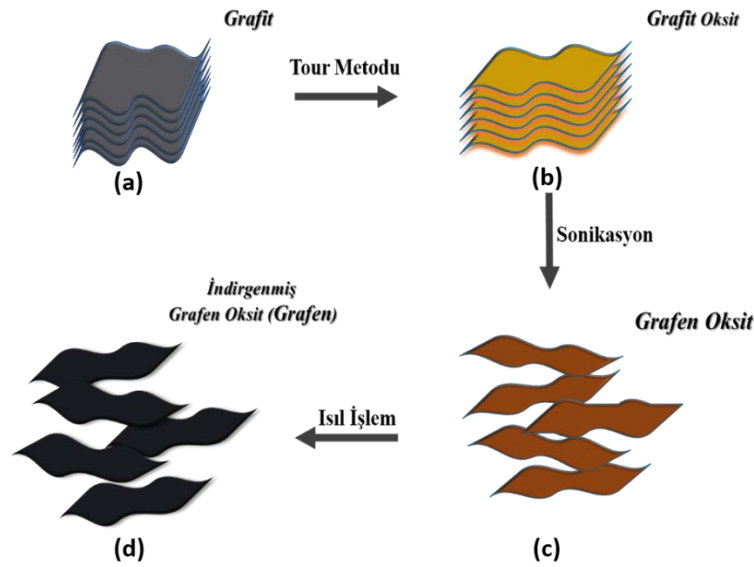 Grafit
Tour Metodu
Grafit Oksit
(a)
(b)
Sonikasyon
İndirgenmiş
Grafen Oksit (Grafen)
Grafen Oksit
Isıl İşlem
(d)
(c)